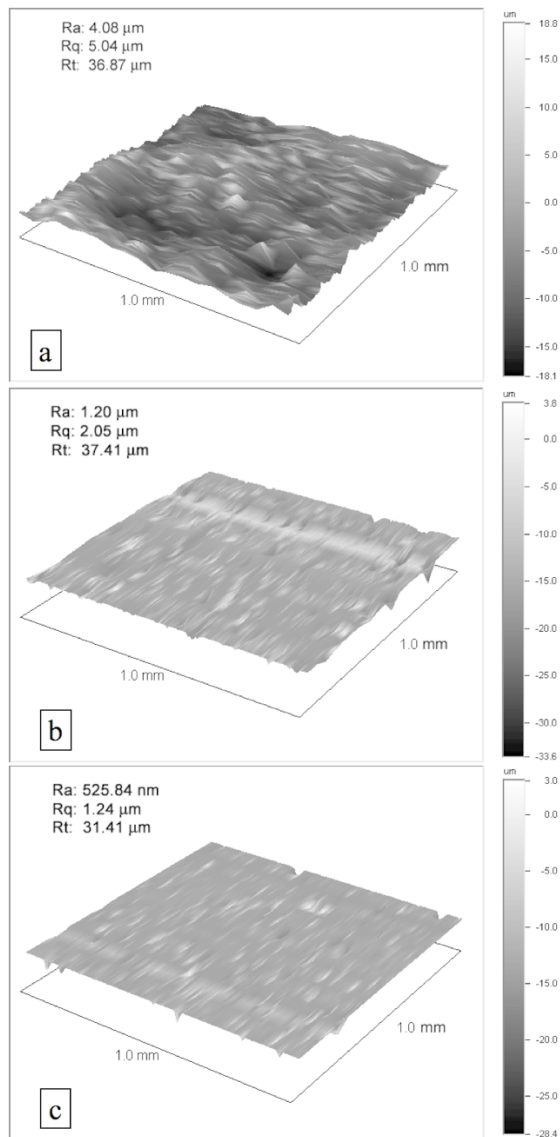 Ra: 4.08 μm
Rq: 5.04 μm
Rt: 36.87 μm
1.0 mm
1.0 mm
a
um
18.8
15.0
5.0
0.0
-5.0
-10.0
-15.0
-18.1
Ra: 1.20 μm
Rq: 2.05 μm
Rt: 37.41 μm
1.0 mm
1.0 mm
b
um
3.8
0.0
-5.0
-10.0
-15.0
-20.0
-25.0
-30.0
-33.6
Ra: 525.84 nm
Rq: 1.24 μm
Rt: 31.41 μm
1.0 mm
1.0 mm
c
um
3.0
0.0
-5.0
-10.0
-15.0
-20.0
-25.0
-28.4